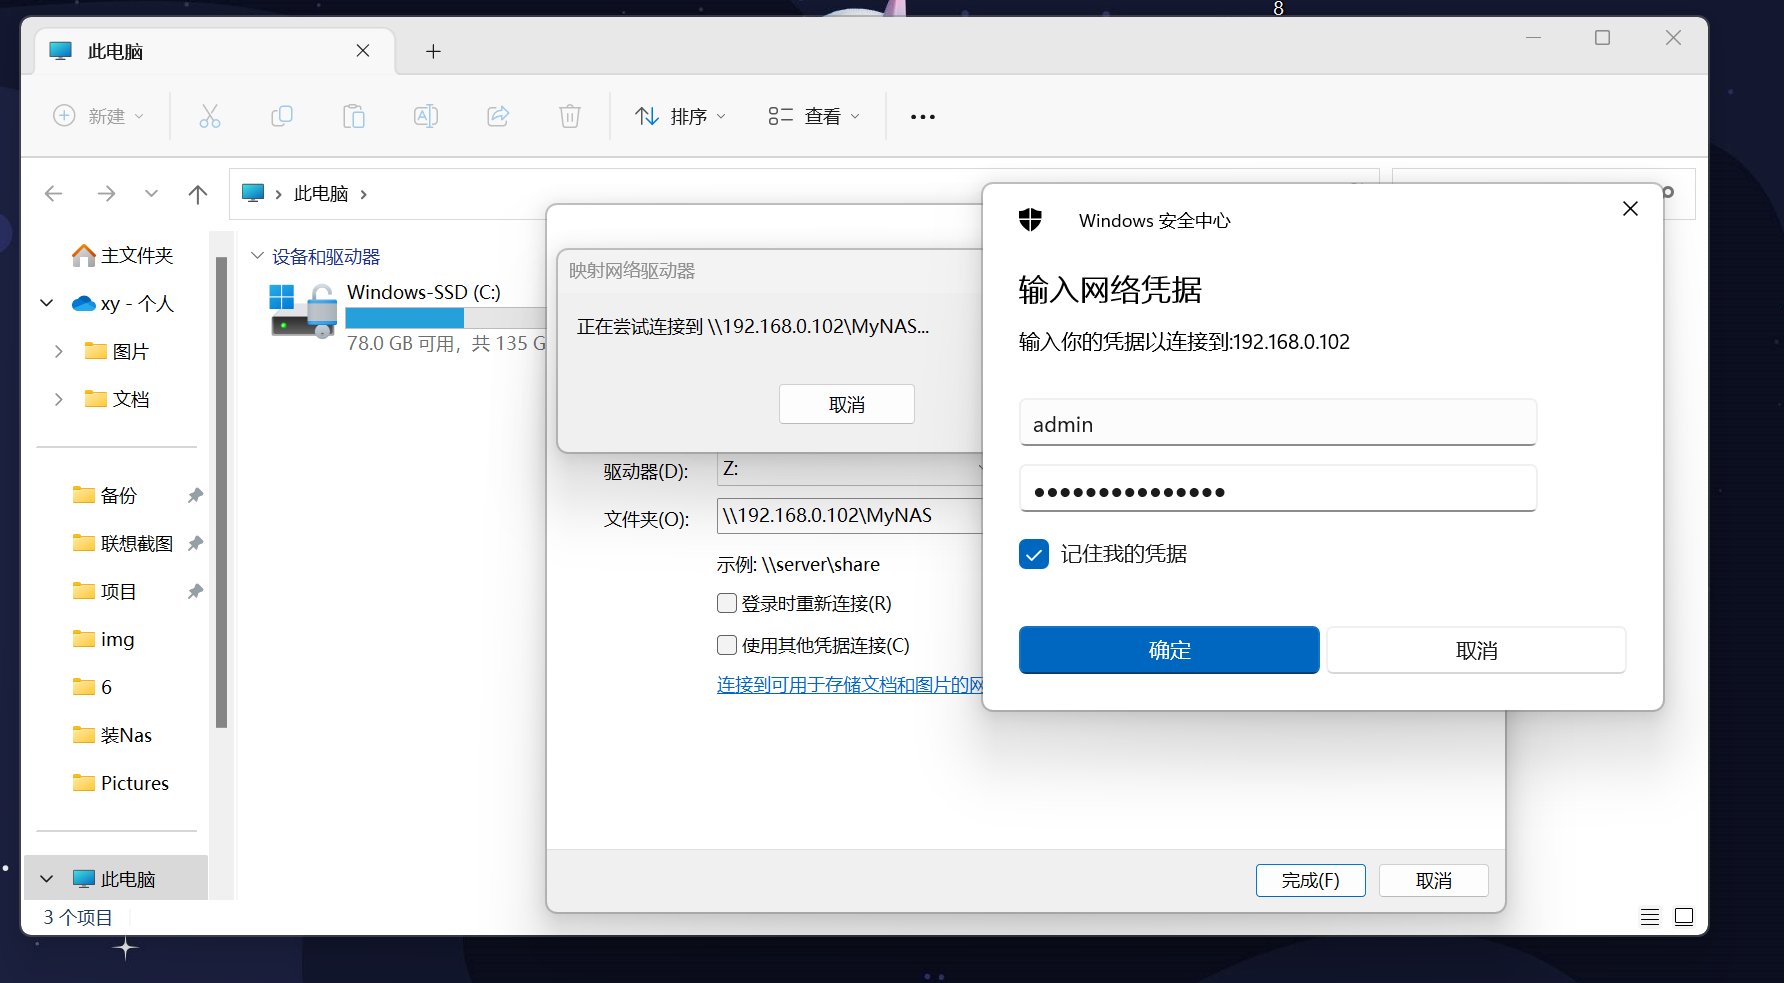 8
此电脑
新建
排序
查看
此电脑
主文件夹
xy - 个人
图片
文档
备份
联想截图
项目
img
6
装Nas
Pictures
此电脑
3 个项目
设备和驱动器
Windows-SSD (C:)
78.0 GB 可用，共 135 G
映射网络驱动器
正在尝试连接到 \\192.168.0.102\MyNAS...
取消
驱动器(D):
Z:
文件夹(O):
\\192.168.0.102\MyNAS
示例: \\server\share
登录时重新连接(R)
使用其他凭据连接(C)
连接到可用于存储文档和图片的网
完成(F)
取消
Windows 安全中心
输入网络凭据
输入你的凭据以连接到:192.168.0.102
admin
●●●●●●●●●●●●●●●
记住我的凭据
确定
取消